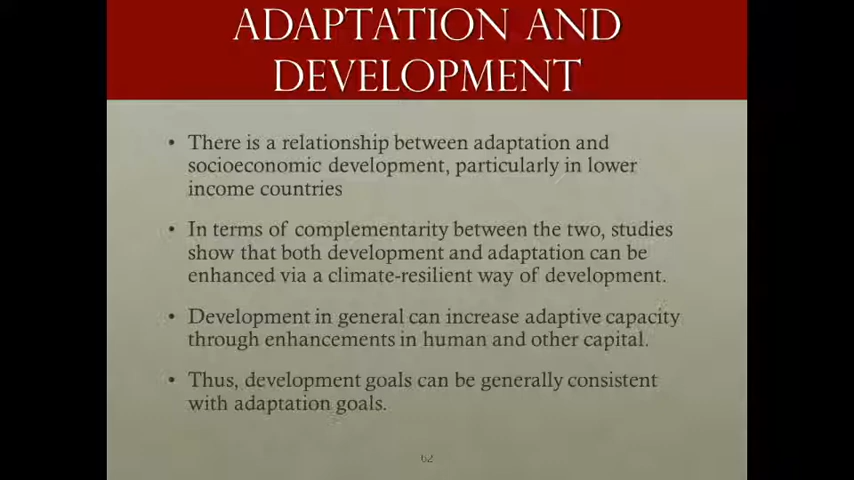 ADAPTATION AND
DEVELOPMENT
• There is a relationship between adaptation and
socioeconomic development, particularly in lower
income countries
• In terms of complementarity between the two, studies
show that both development and adaptation can be
enhanced via a climate-resilient way of development.
• Development in general can increase adaptive capacity
through enhancements in human and other capital.
• Thus, development goals can be generally consistent
with adaptation goals.
62